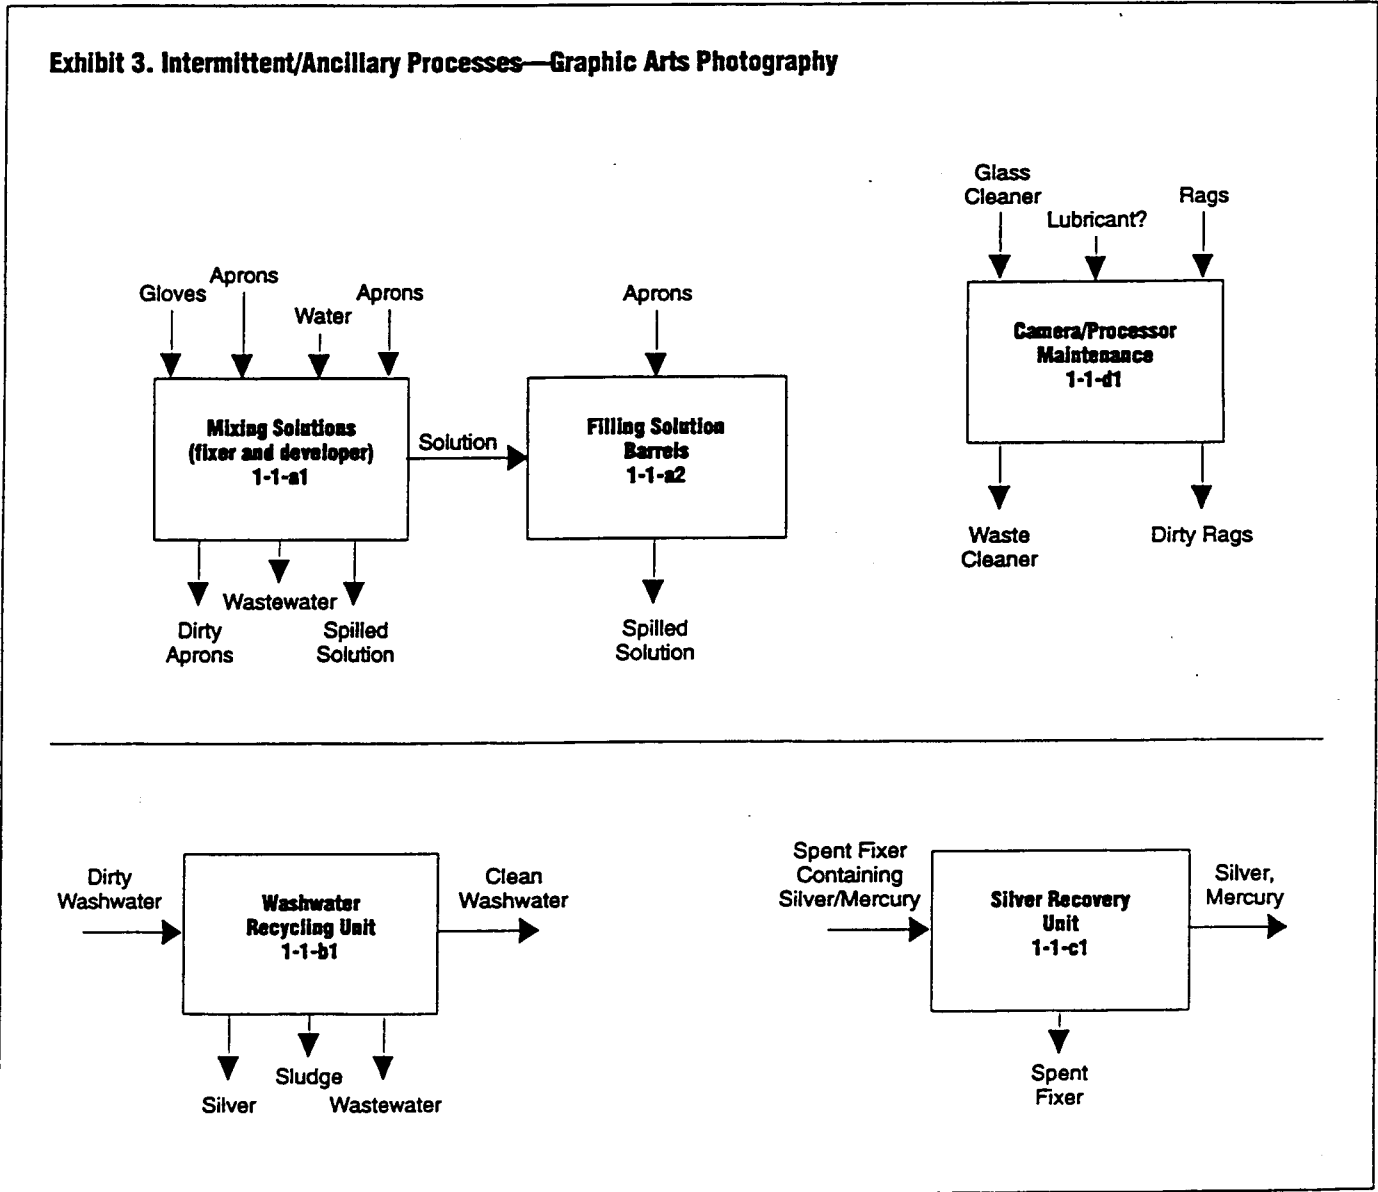 Exhibit 3. Intermittent/Ancillary Processes—Graphic Arts Photography
Glass
Cleaner
Lubricant?
Rags
Gloves
Aprons
Water
Aprons
Aprons
Camera/Processor
Maintenance
1-1-d1
Mixing Solutions
(fixer and developer)
1-1-a1
Solution
Filling Solution
Barrels
1-1-a2
Waste
Cleaner
Dirty Rags
Dirty
Aprons
Wastewater
Spilled
Solution
Spilled
Solution
Dirty
Washwater
Washwater
Recycling Unit
1-1-b1
Clean
Washwater
Silver
Sludge
Wastewater
Spent Fixer
Containing
Silver/Mercury
Silver Recovery
Unit
1-1-c1
Silver,
Mercury
Spent
Fixer